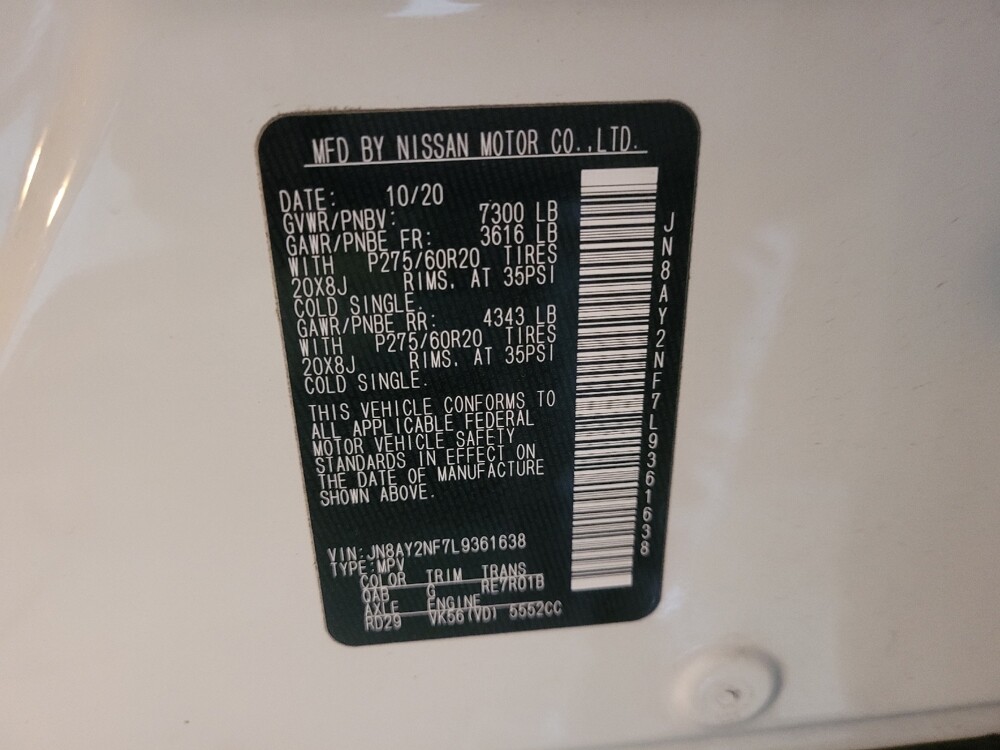 MFD BY NISSAN MOTOR CO.,LTD.
DATE: 10/20
GVWR/PNBV: 7300 LB
GAWR/PNBE FR: 3616 LB
WITH P275/60R20 TIRES
20X8J RIMS, AT 35PSI
COLD SINGLE.
GAWR/PNBE RR: 4343 LB
WITH P275/60R20 TIRES
20X8J RIMS, AT 35PSI
COLD SINGLE.
THIS VEHICLE CONFORMS TO
ALL APPLICABLE FEDERAL
MOTOR VEHICLE SAFETY
STANDARDS IN EFFECT ON
THE DATE OF MANUFACTURE
SHOWN ABOVE.
VIN:JN8AY2NF7L9361638
TYPE:MPV
COLOR TRIM TRANS
QAB G RE7R01B
AXLE ENGINE
RD29 VK56(VD) 5552CC
JN8AY2NF7L9361638